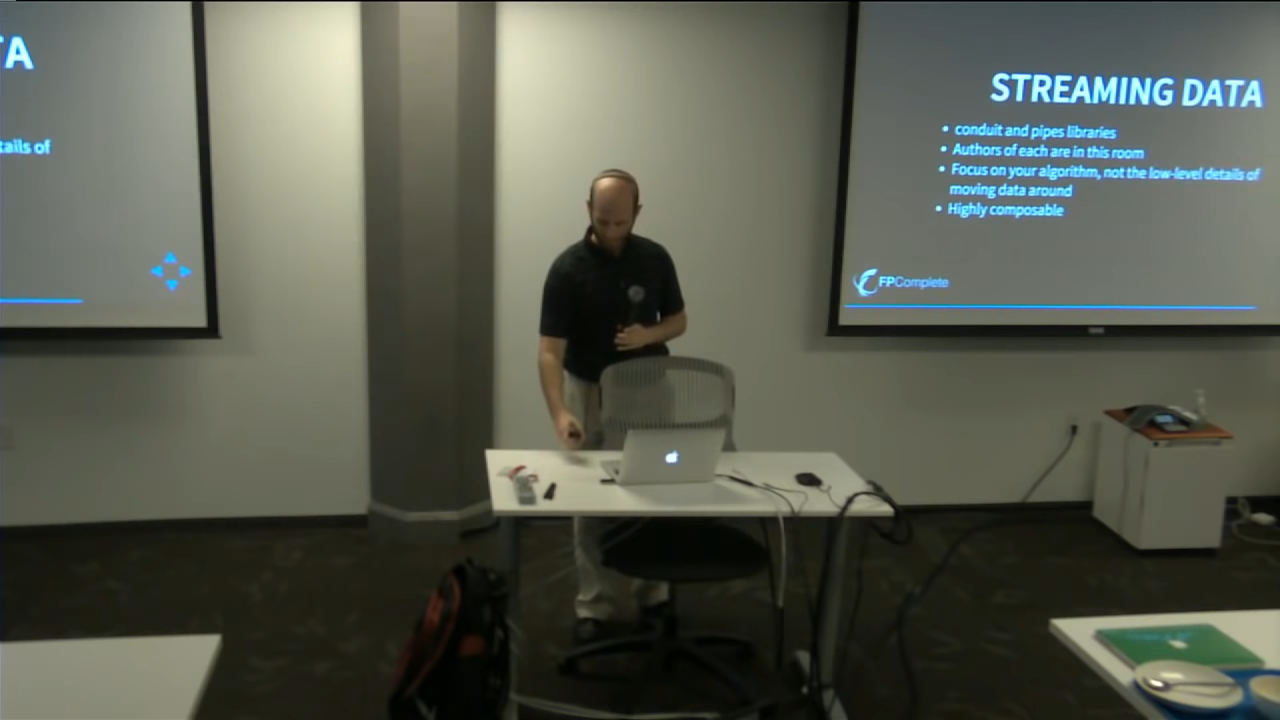 TA
tails of
STREAMING DATA
• conduit and pipes libraries
• Authors of each are in this room
• Focus on your algorithm, not the low-level details of
moving data around
• Highly composable
FPComplete